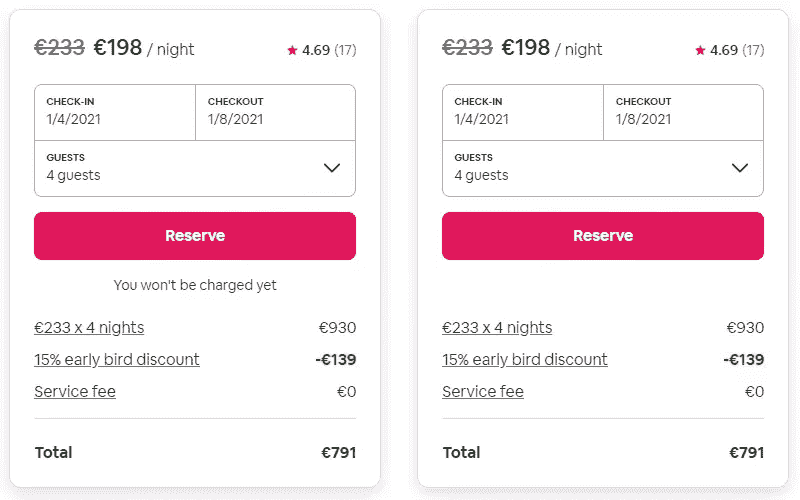 €233 €198 / night ★ 4.69 (17)
CHECK-IN CHECKOUT
1/4/2021 1/8/2021
GUESTS
4 guests
Reserve
You won't be charged yet
€233 x 4 nights €930
15% early bird discount -€139
Service fee €0
Total €791
€233 €198 / night ★ 4.69 (17)
CHECK-IN CHECKOUT
1/4/2021 1/8/2021
GUESTS
4 guests
Reserve
€233 x 4 nights €930
15% early bird discount -€139
Service fee €0
Total €791